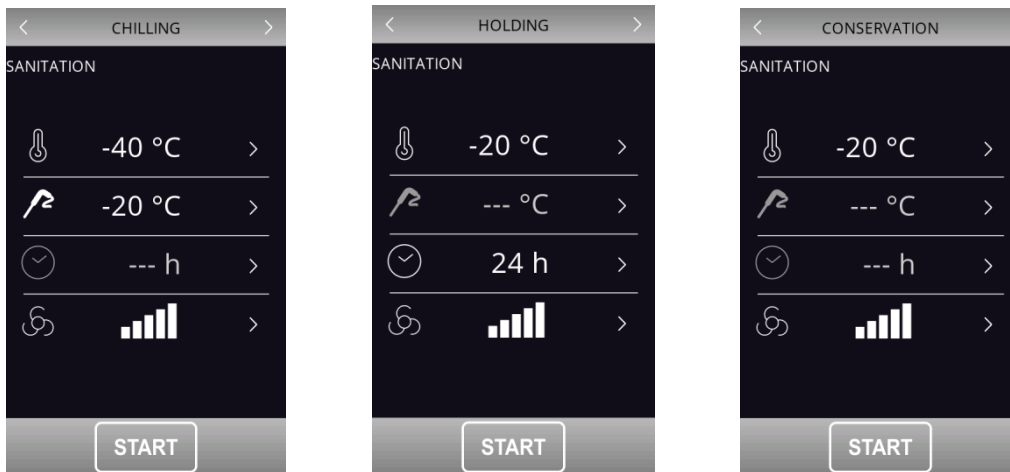 CHILLING
SANITATION
-40 °C
-20 °C
--- h
START
HOLDING
SANITATION
-20 °C
--- °C
24 h
START
CONSERVATION
SANITATION
-20 °C
--- °C
--- h
START